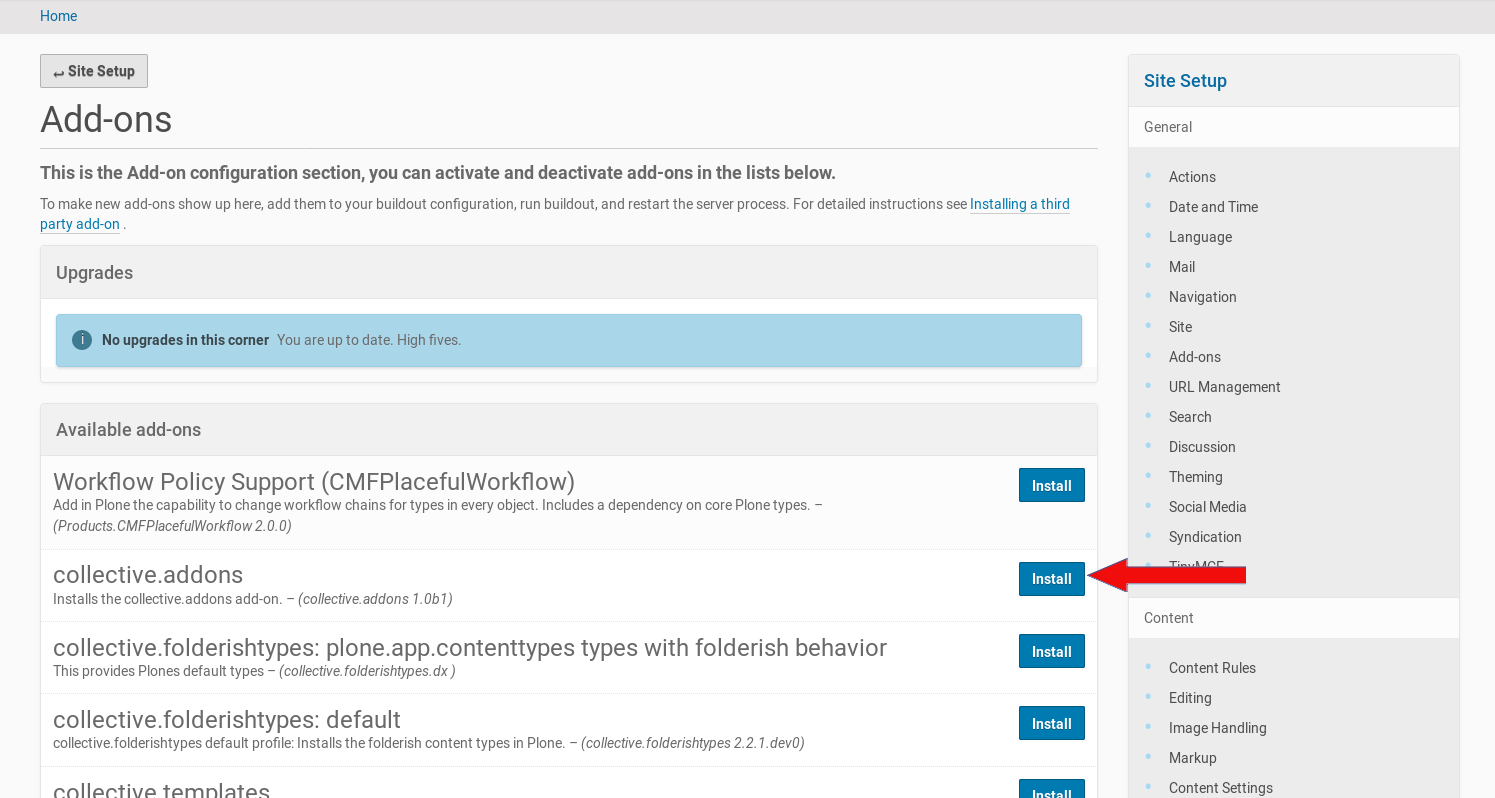 Home
↵ Site Setup
Add-ons
This is the Add-on configuration section, you can activate and deactivate add-ons in the lists below.
To make new add-ons show up here, add them to your buildout configuration, run buildout, and restart the server process. For detailed instructions see Installing a third
party add-on .
Upgrades
i No upgrades in this corner You are up to date. High fives.
Available add-ons
Workflow Policy Support (CMFPlacefulWorkflow)
Install
Add in Plone the capability to change workflow chains for types in every object. Includes a dependency on core Plone types. –
(Products.CMFPlacefulWorkflow 2.0.0)
collective.addons
Install
Installs the collective.addons add-on. – (collective.addons 1.0b1)
collective.folderishtypes: plone.app.contenttypes types with folderish behavior
Install
This provides Plones default types – (collective.folderishtypes.dx )
collective.folderishtypes: default
Install
collective.folderishtypes default profile: Installs the folderish content types in Plone. – (collective.folderishtypes 2.2.1.dev0)
collective.templates
Install
Site Setup
General
Actions
Date and Time
Language
Mail
Navigation
Site
Add-ons
URL Management
Search
Discussion
Theming
Social Media
Syndication
TinyMCE
Content
Content Rules
Editing
Image Handling
Markup
Content Settings